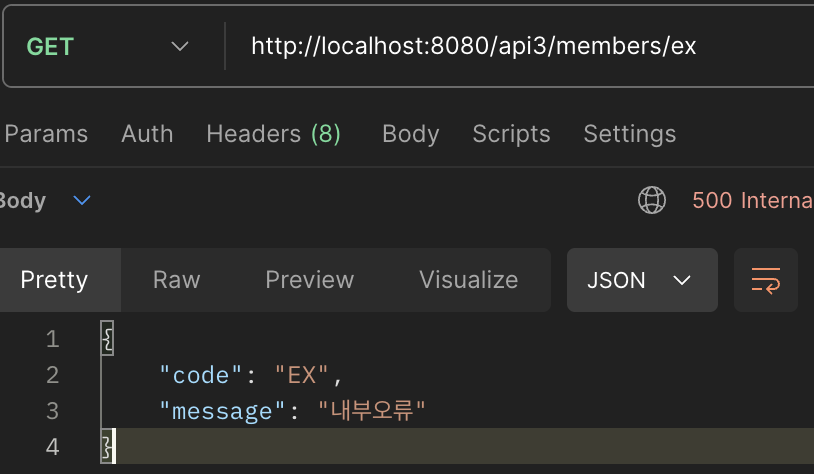 GET http://localhost:8080/api3/members/ex
Params Auth Headers (8) Body Scripts Settings
Body 500 Interna
Pretty Raw Preview Visualize JSON
1 {
2 "code": "EX",
3 "message": "내부오류"
4 }